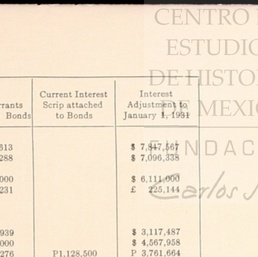 CENTRO
ESTUDIO
DE HISTO
MEXI
Current Interest Interest
Scrip attached Adjustment to
rrants
Bonds to Bonds January 1, 1931
613 $ 7,847,567
288 $ 7,096,338
FUNDAC
000 $ 6,111,000
231 £ 225,144
Carlos
939 $ 3,117,487
000 $ 4,567,958
276 P1,128,500 P 3,761,664